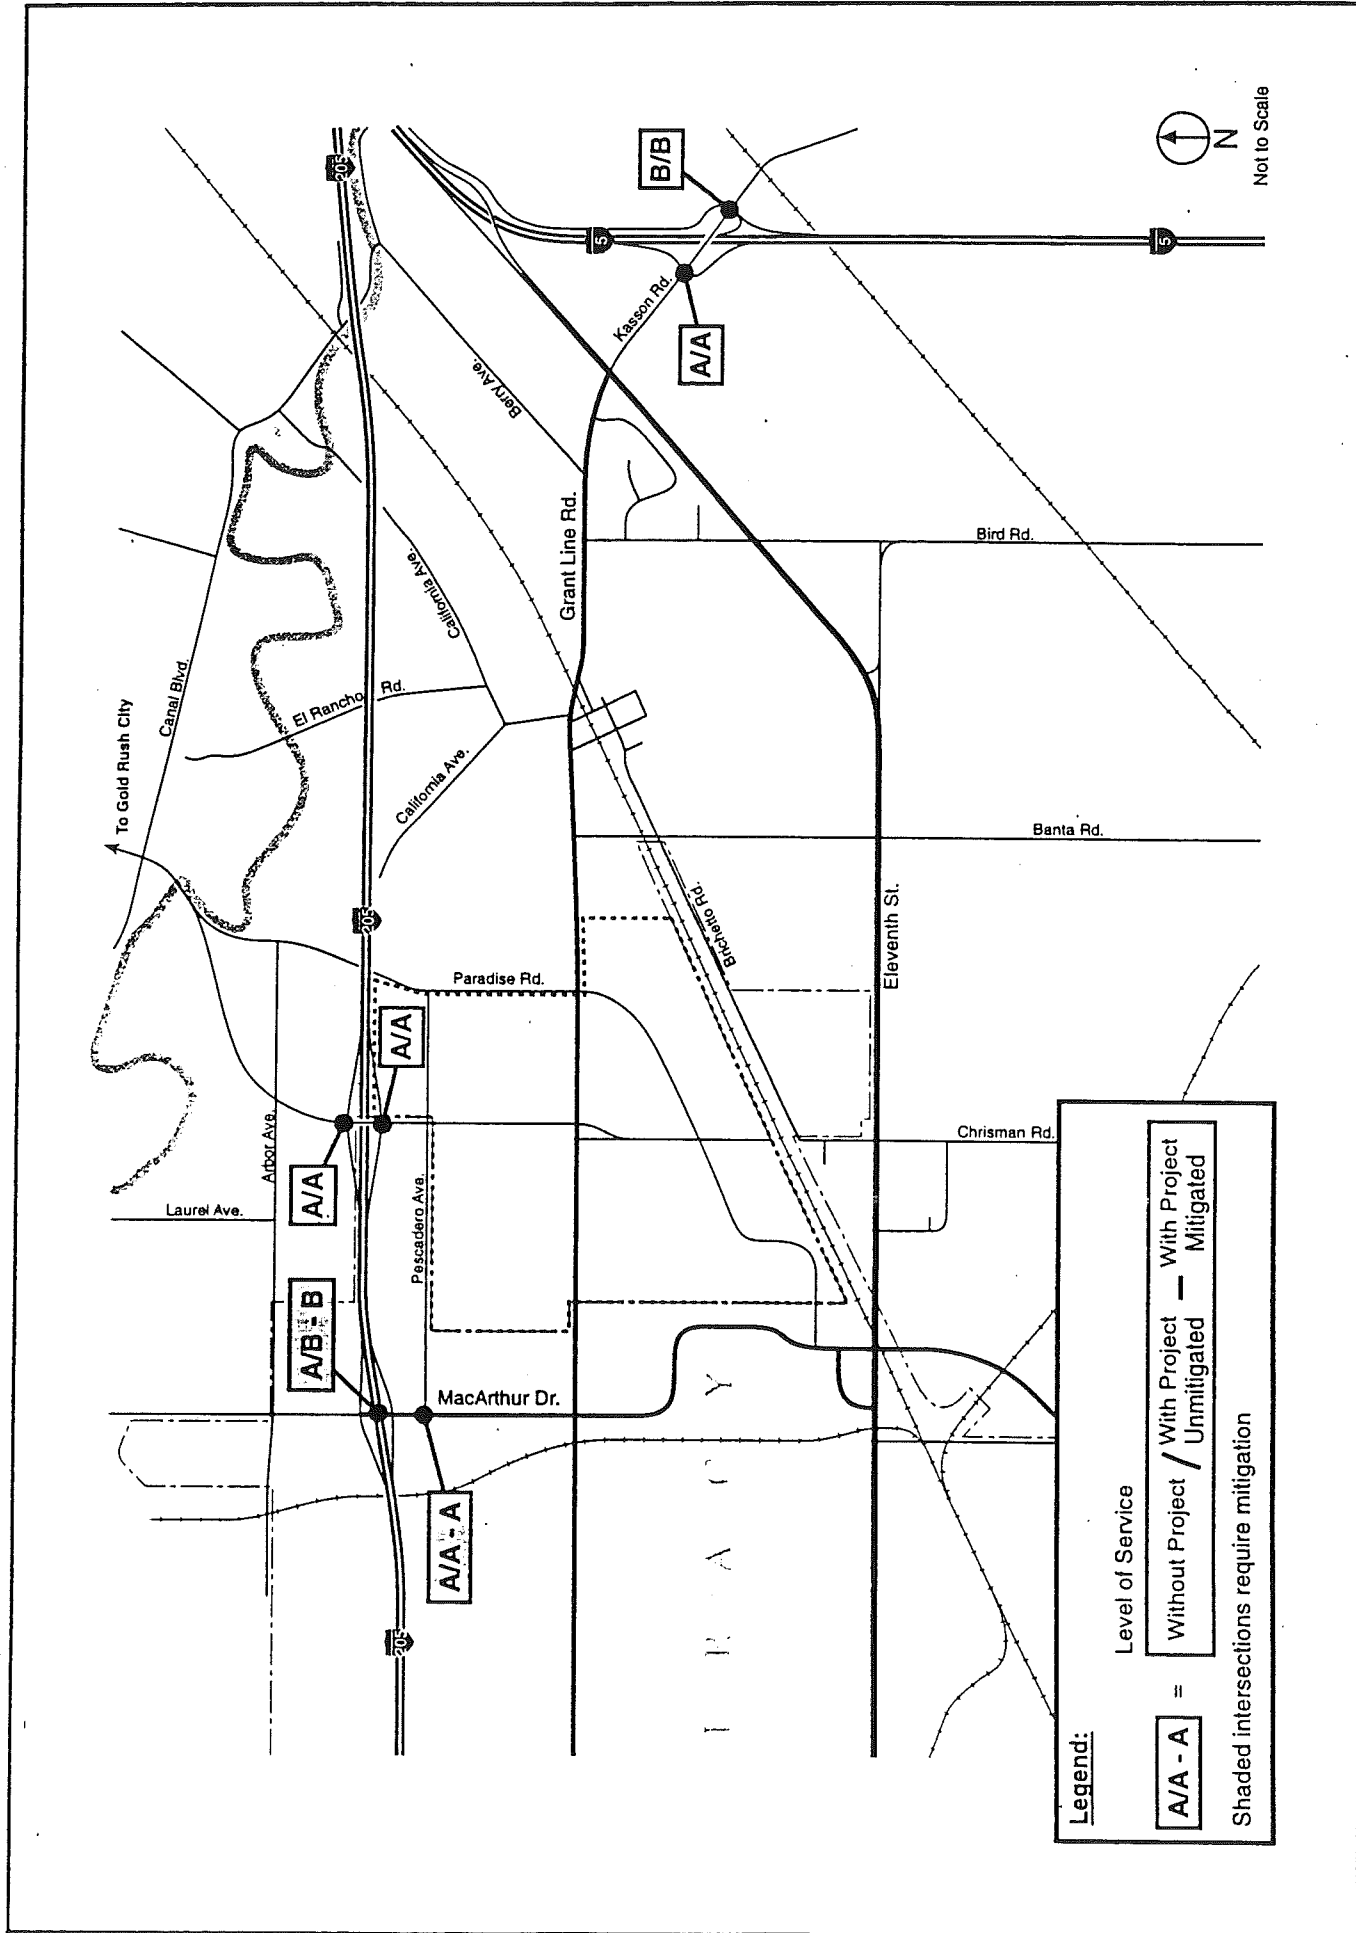 To Gold Rush City
Canal Blvd.
El Rancho Rd.
California Ave.
California Ave.
Berry Ave.
205
205
205
Laurel Ave.
Arbor Ave.
A/A
A/A
Paradise Rd.
Pescadero Ave.
A/B - B
MacArthur Dr.
A/A - A
Grant Line Rd.
Kasson Rd.
A/A
B/B
5
5
Brichetto Rd.
Bird Rd.
Banta Rd.
Eleventh St.
Chrisman Rd.
T R A C Y
N
Not to Scale
Legend:
Level of Service
A/A - A = Without Project / With Project Unmitigated — With Project Mitigated
Shaded intersections require mitigation